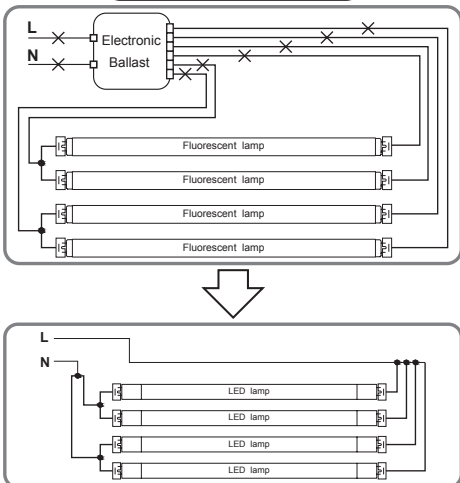 L
Electronic
N
Ballast
Fluorescent lamp
Fluorescent lamp
Fluorescent lamp
Fluorescent lamp
L
N
LED lamp
LED lamp
LED lamp
LED lamp